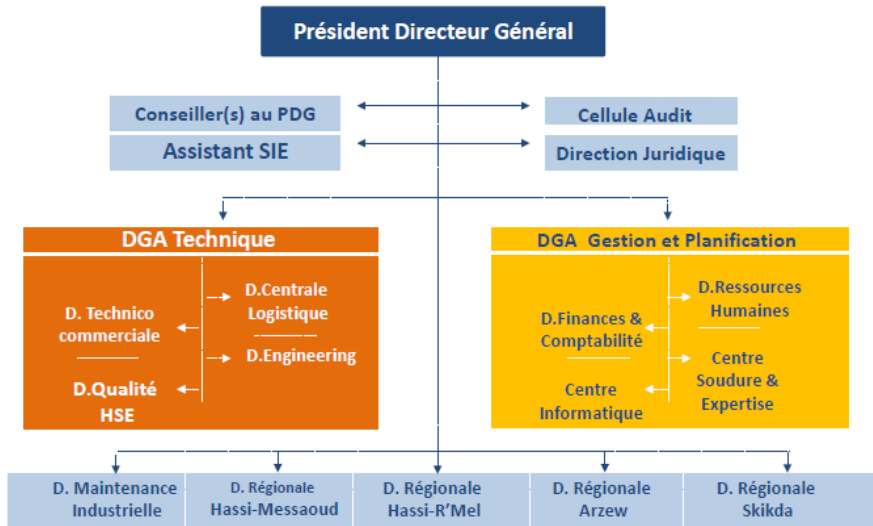 Président Directeur Général
Conseiller(s) au PDG
Cellule Audit
Assistant SIE
Direction Juridique
DGA Technique
D.Centrale
Logistique
D. Technico
commerciale
D.Engineering
D.Qualité
HSE
DGA Gestion et Planification
D.Ressources
Humaines
D.Finances &
Comptabilité
Centre
Soudure &
Expertise
Centre
Informatique
D. Maintenance
Industrielle
D. Régionale
Hassi-Messaoud
D. Régionale
Hassi-R'Mel
D. Régionale
Arzew
D. Régionale
Skikda